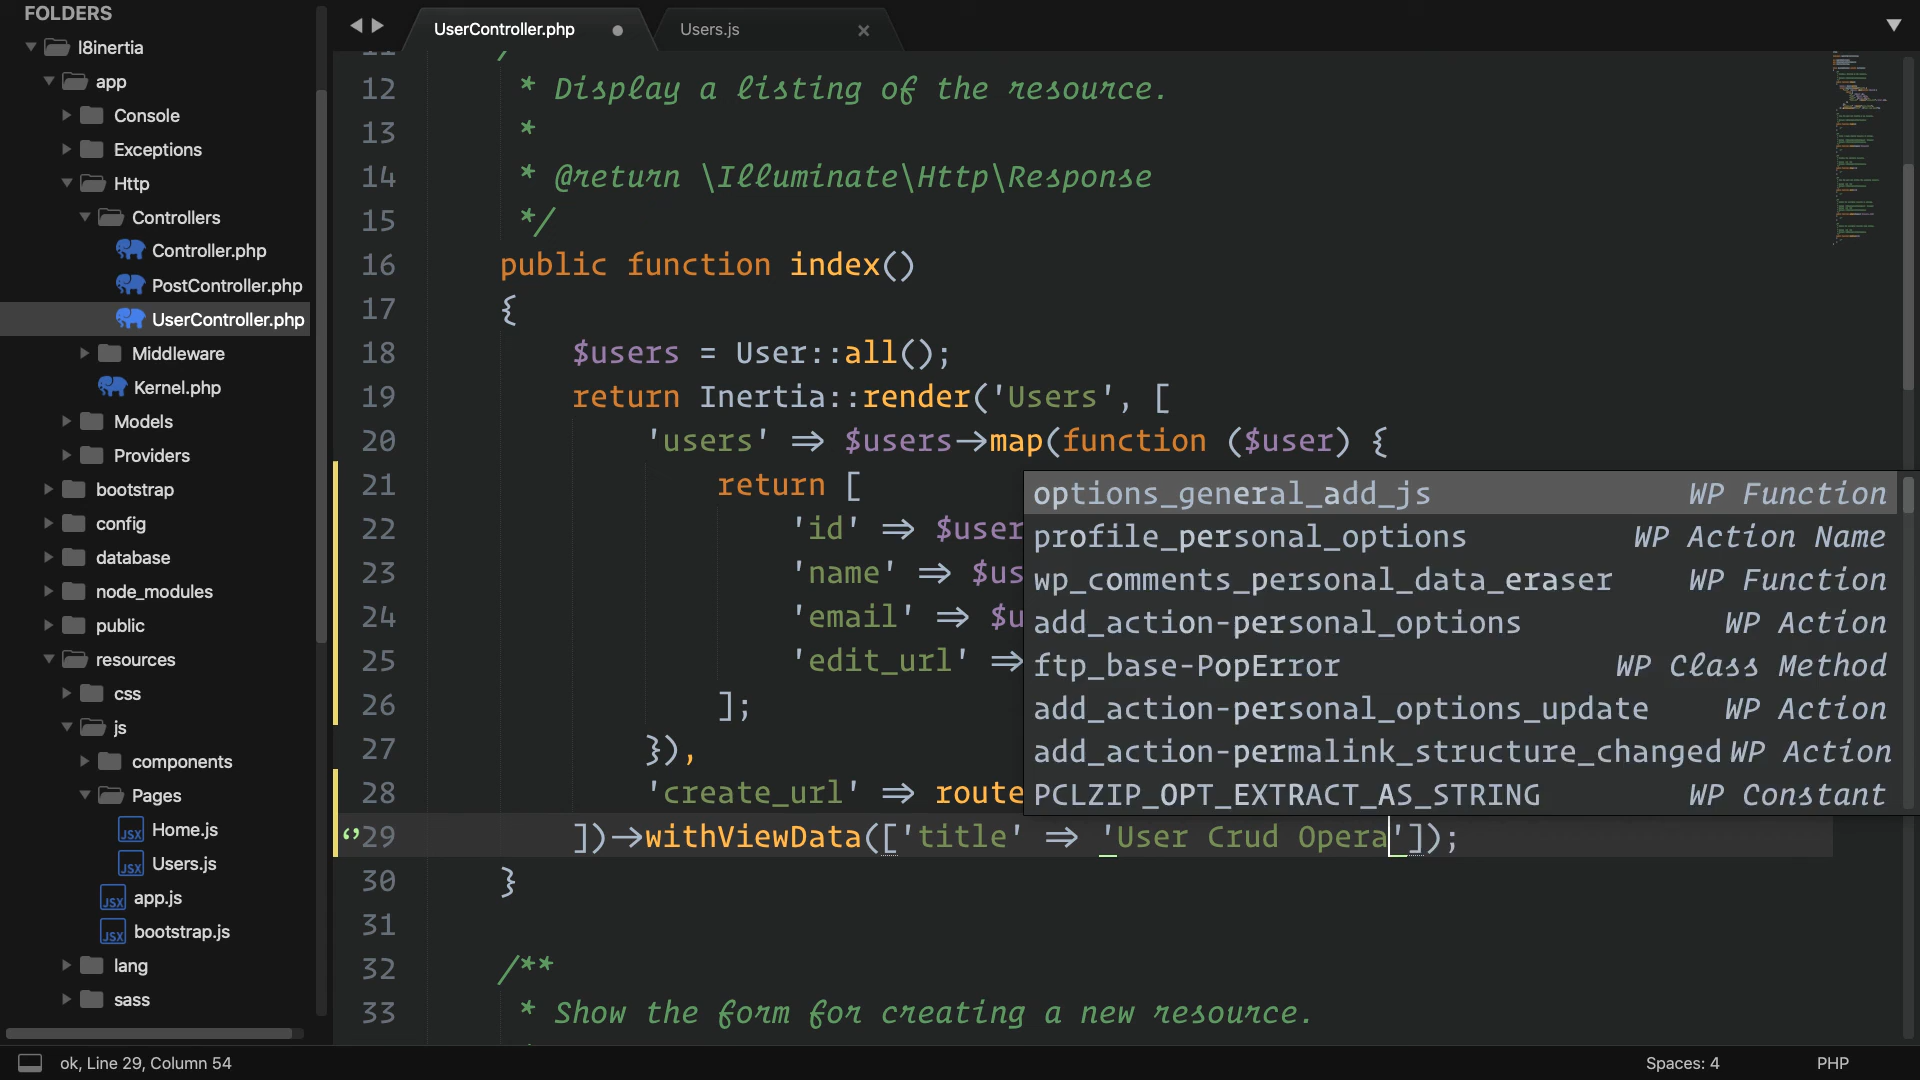 FOLDERS
l8inertia
app
Console
Exceptions
Http
Controllers
Controller.php
PostController.php
UserController.php
Middleware
Kernel.php
Models
Providers
bootstrap
config
database
node_modules
public
resources
css
js
components
Pages
Home.js
Users.js
app.js
bootstrap.js
lang
sass
UserController.php
Users.js
12 * Display a listing of the resource.
13 *
14 * @return \Illuminate\Http\Response
15 */
16 public function index()
17 {
18 $users = User::all();
19 return Inertia::render('Users', [
20 'users' => $users->map(function ($user) {
21 return [
22 'id' => $user
23 'name' => $us
24 'email' => $u
25 'edit_url' =>
26 ];
27 }),
28 'create_url' => route
29 ])->withViewData(['title' => 'User Crud Opera']);
30 }
31
32 /**
33 * Show the form for creating a new resource.
options_general_add_js WP Function
profile_personal_options WP Action Name
wp_comments_personal_data_eraser WP Function
add_action-personal_options WP Action
ftp_base-PopError WP Class Method
add_action-personal_options_update WP Action
add_action-permalink_structure_changed WP Action
PCLZIP_OPT_EXTRACT_AS_STRING WP Constant
ok, Line 29, Column 54
Spaces: 4
PHP